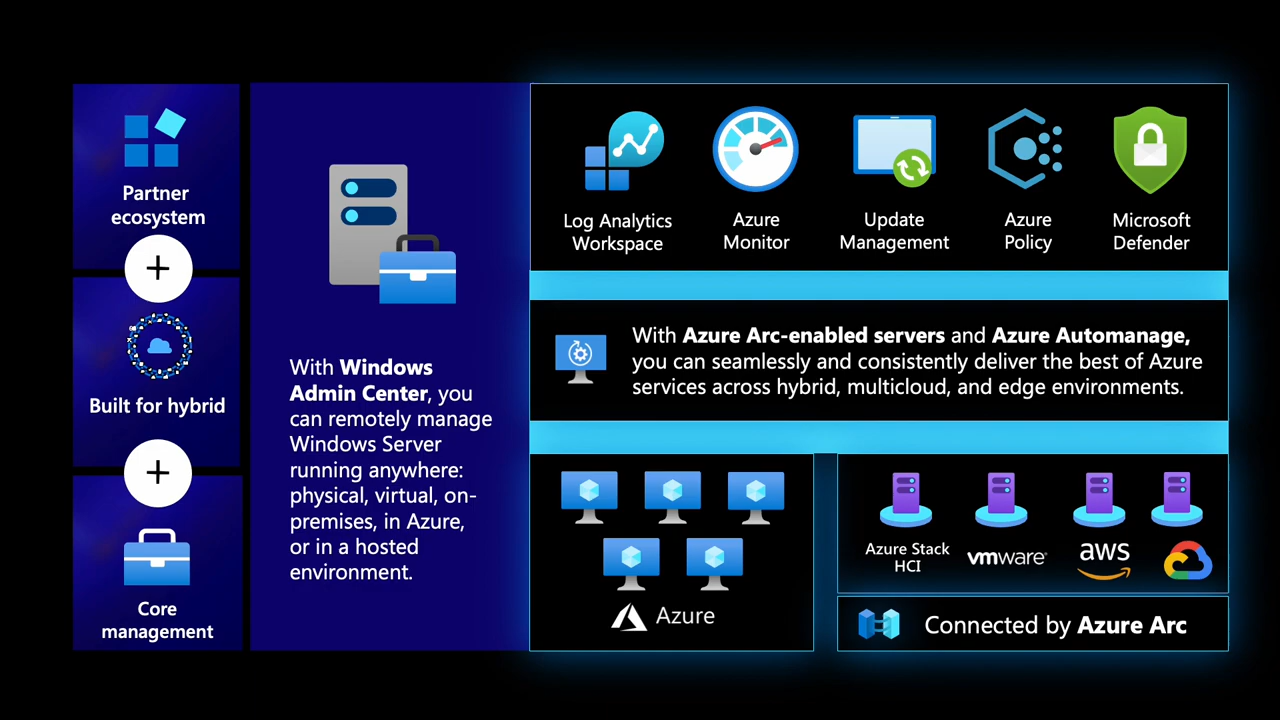 Partner
ecosystem
+
Built for hybrid
+
Core
management
With Windows
Admin Center, you
can remotely manage
Windows Server
running anywhere:
physical, virtual, on-
premises, in Azure,
or in a hosted
environment.
Log Analytics
Workspace
Azure
Monitor
Update
Management
Azure
Policy
Microsoft
Defender
With Azure Arc-enabled servers and Azure Automanage,
you can seamlessly and consistently deliver the best of Azure
services across hybrid, multicloud, and edge environments.
Azure
Azure Stack
HCI
vmware®
aws
Connected by Azure Arc